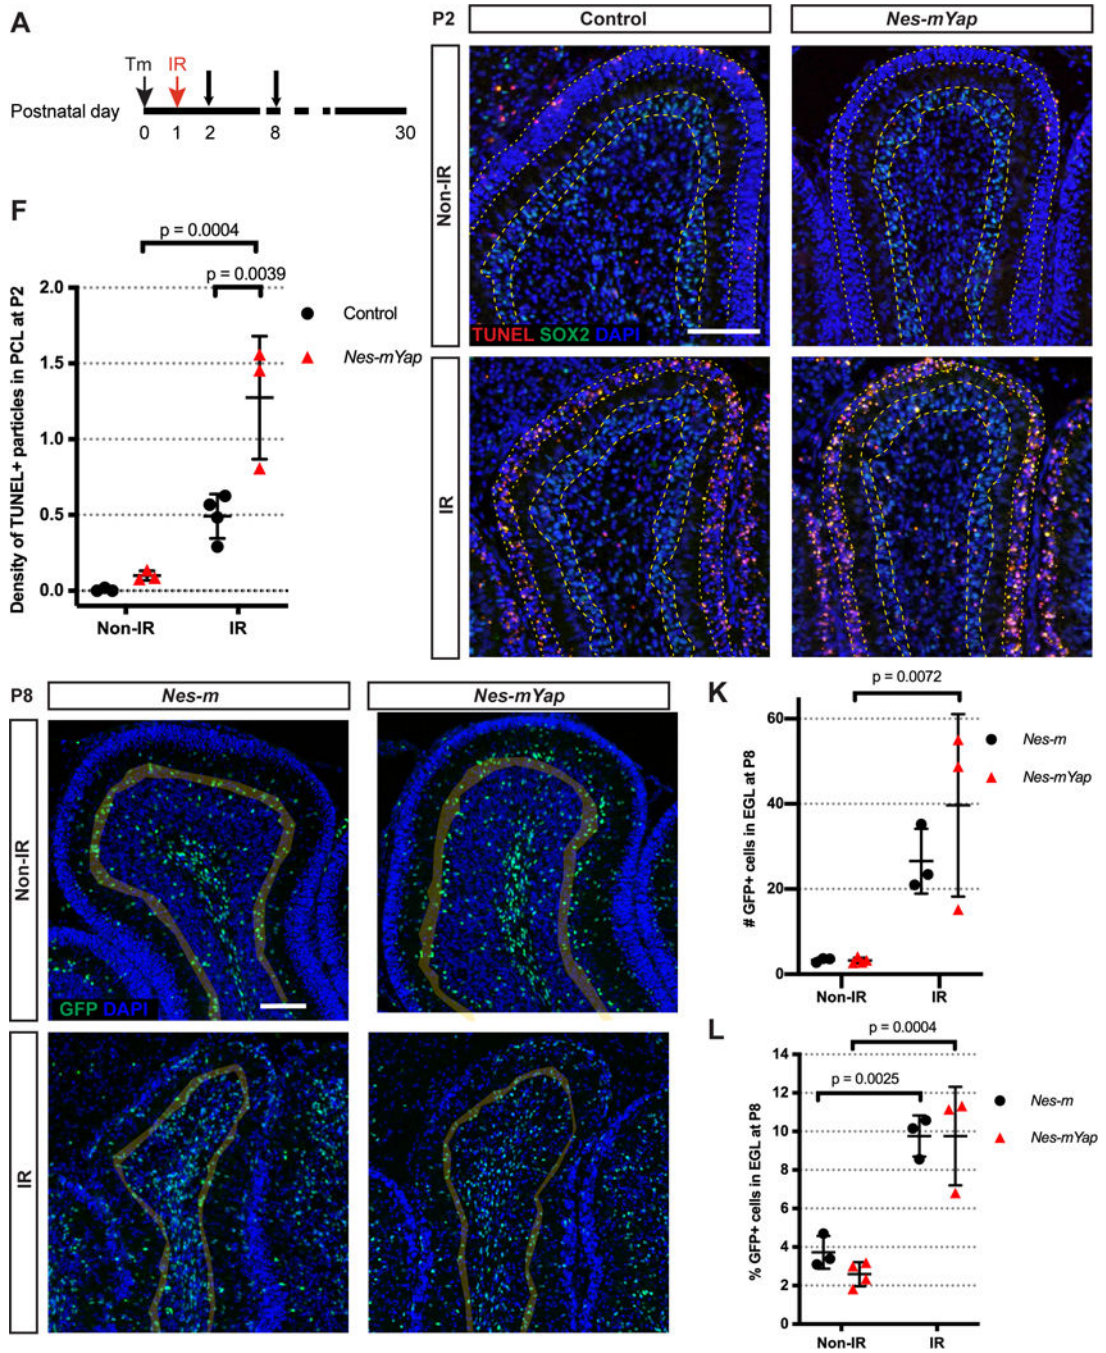 A
Tm
IR
Postnatal day
0
1
2
8
30
P2
Control
Nes-mYap
Non-IR
IR
TUNEL SOX2 DAPI
F
p = 0.0004
p = 0.0039
Density of TUNEL+ particles in PCL at P2
2.0
1.5
1.0
0.5
0.0
Non-IR
IR
Control
Nes-mYap
P8
Nes-m
Nes-mYap
Non-IR
IR
GFP DAPI
K
p = 0.0072
# GFP+ cells in EGL at P8
60
40
20
0
Non-IR
IR
Nes-m
Nes-mYap
L
p = 0.0004
p = 0.0025
% GFP+ cells in EGL at P8
14
12
10
8
6
4
2
0
Non-IR
IR
Nes-m
Nes-mYap